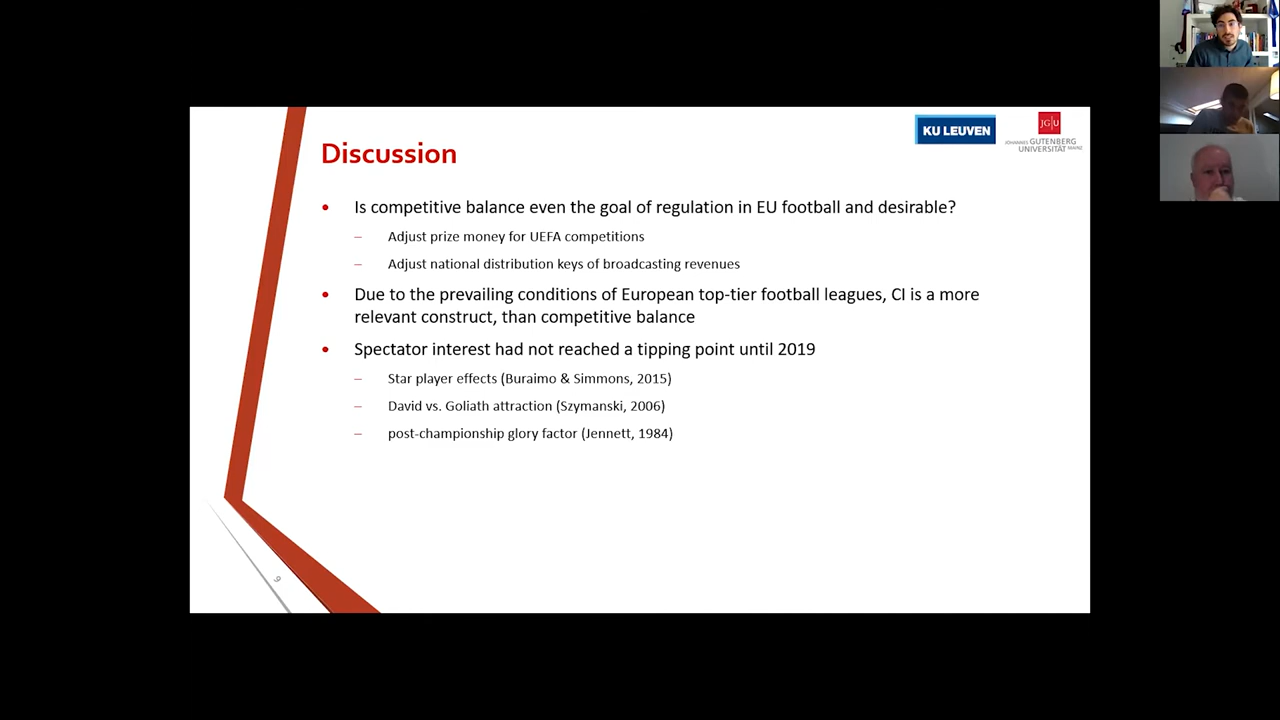 KU LEUVEN
JG|U
JOHANNES GUTENBERG
UNIVERSITÄT MAINZ
Discussion
• Is competitive balance even the goal of regulation in EU football and desirable?
– Adjust prize money for UEFA competitions
– Adjust national distribution keys of broadcasting revenues
• Due to the prevailing conditions of European top-tier football leagues, CI is a more
relevant construct, than competitive balance
• Spectator interest had not reached a tipping point until 2019
– Star player effects (Buraimo & Simmons, 2015)
– David vs. Goliath attraction (Szymanski, 2006)
– post-championship glory factor (Jennett, 1984)
9